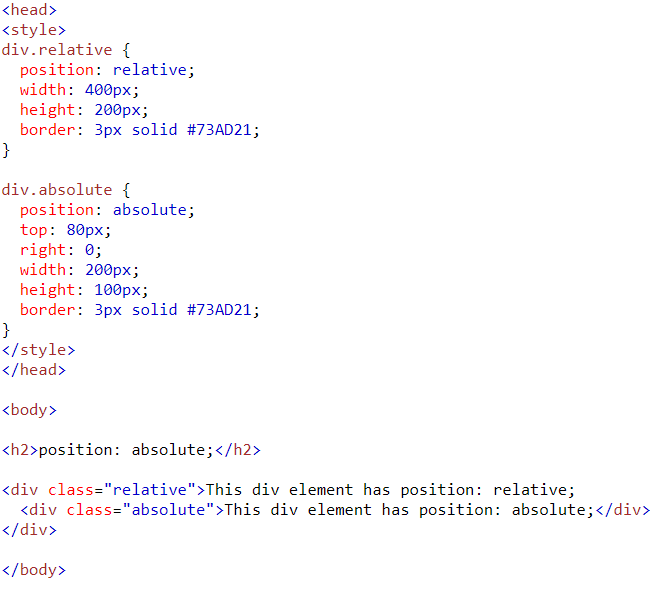 <head>
<style>
div.relative {
  position: relative;
  width: 400px;
  height: 200px;
  border: 3px solid #73AD21;
}

div.absolute {
  position: absolute;
  top: 80px;
  right: 0;
  width: 200px;
  height: 100px;
  border: 3px solid #73AD21;
}
</style>
</head>

<body>

<h2>position: absolute;</h2>

<div class="relative">This div element has position: relative;
  <div class="absolute">This div element has position: absolute;</div>
</div>

</body>